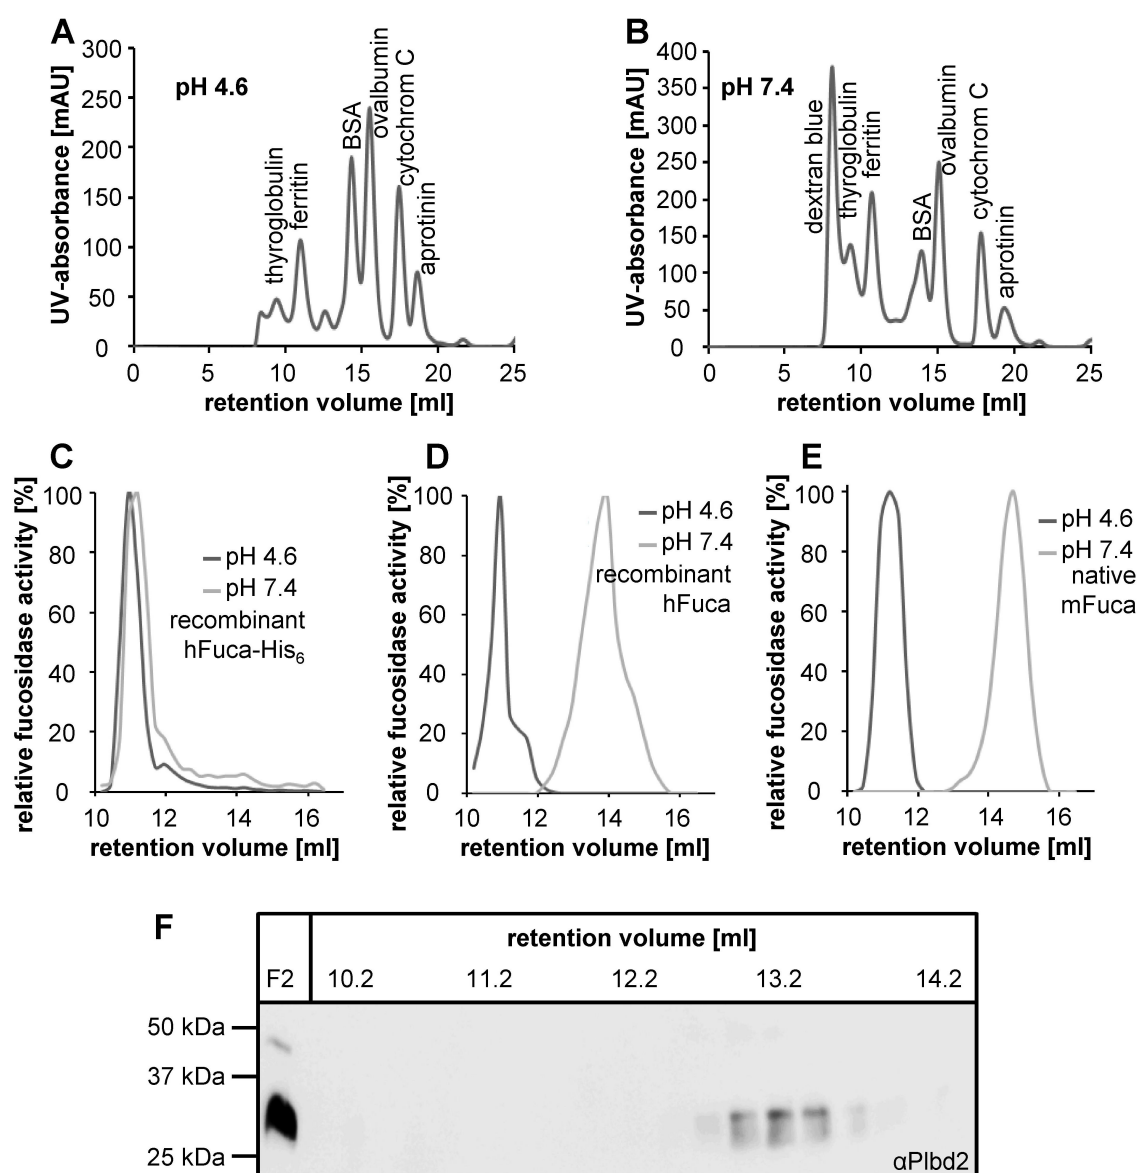 A
pH 4.6
UV-absorbance [mAU]
300
250
200
150
100
50
0
0 5 10 15 20 25
retention volume [ml]
thyroglobulin
ferritin
BSA
ovalbumin
cytochrom C
aprotinin
B
pH 7.4
UV-absorbance [mAU]
400
350
300
250
200
150
100
50
0
0 5 10 15 20 25
retention volume [ml]
dextran blue
thyroglobulin
ferritin
BSA
ovalbumin
cytochrom C
aprotinin
C
relative fucosidase activity [%]
100
80
60
40
20
0
10 12 14 16
retention volume [ml]
pH 4.6
pH 7.4
recombinant
hFuca-His6
D
relative fucosidase activity [%]
100
80
60
40
20
0
10 12 14 16
retention volume [ml]
pH 4.6
pH 7.4
recombinant
hFuca
E
relative fucosidase activity [%]
100
80
60
40
20
0
10 12 14 16
retention volume [ml]
pH 4.6
pH 7.4
native
mFuca
F
retention volume [ml]
F2 10.2 11.2 12.2 13.2 14.2
50 kDa
37 kDa
25 kDa
αPlbd2